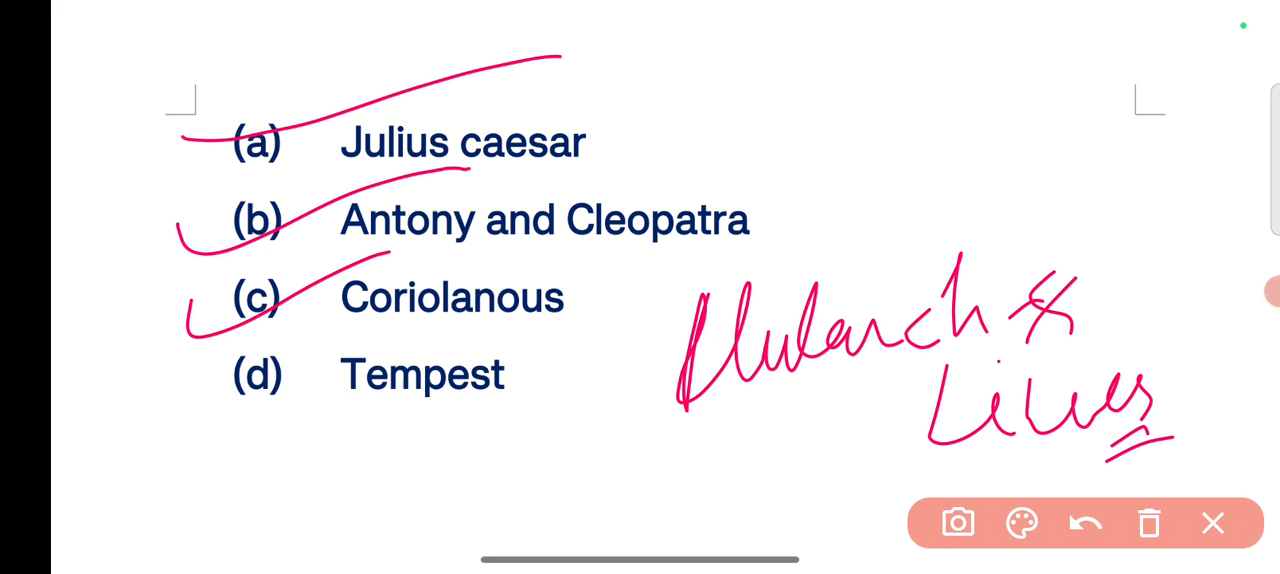 (a) Julius caesar
(b) Antony and Cleopatra
(c) Coriolanous
(d) Tempest
Plutarch's
Lives